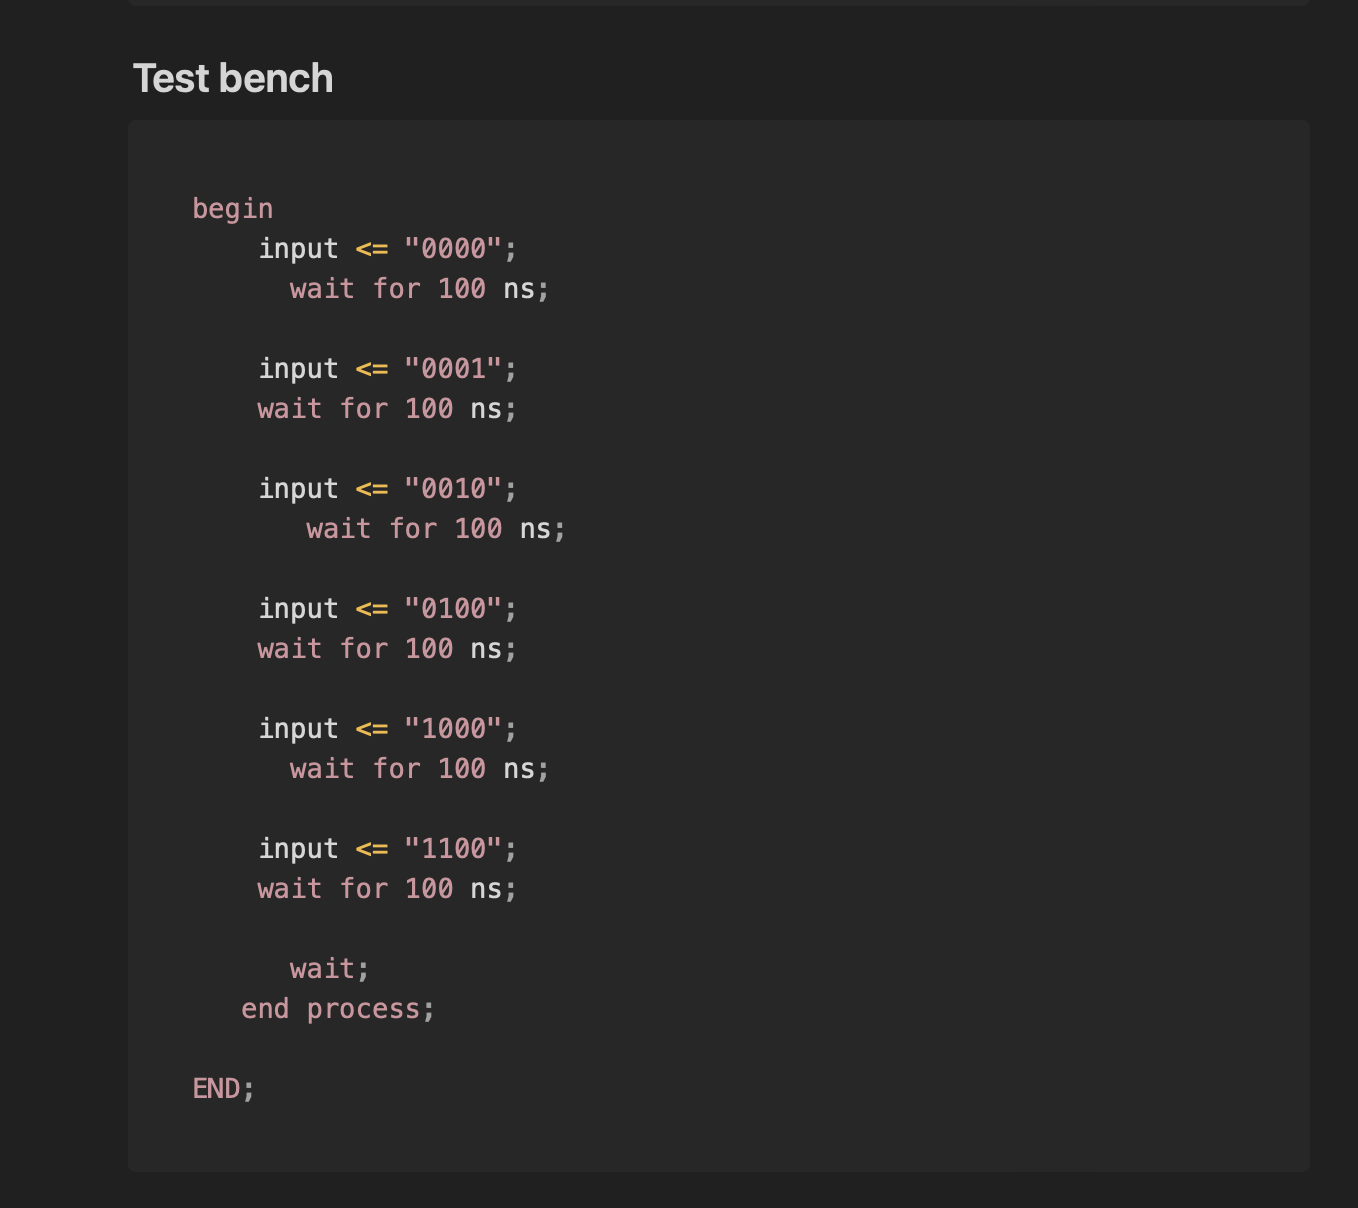 Test bench
begin
input <= "0000";
wait for 100 ns;
input <= "0001";
wait for 100 ns;
input <= "0010";
wait for 100 ns;
input <= "0100";
wait for 100 ns;
input <= "1000";
wait for 100 ns;
input <= "1100";
wait for 100 ns;
wait;
end process;
END;